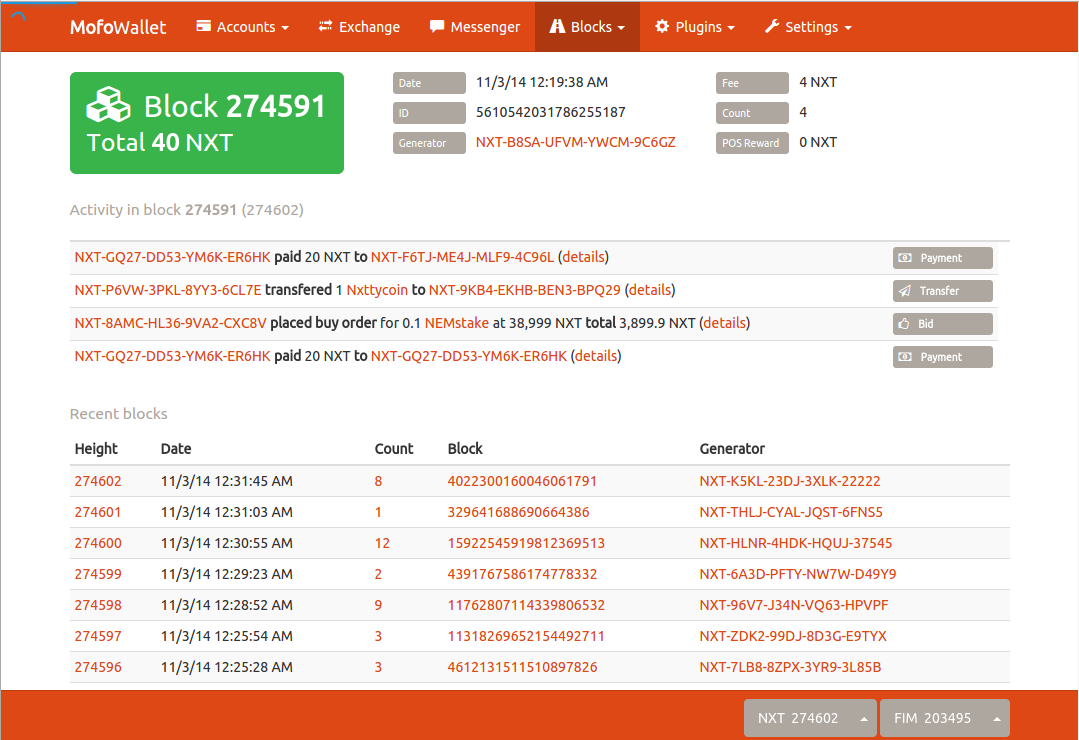 MofoWallet Accounts Exchange Messenger Blocks Plugins Settings
Block 274591
Total 40 NXT
Date 11/3/14 12:19:38 AM
ID 5610542031786255187
Generator NXT-B8SA-UFVM-YWCM-9C6GZ
Fee 4 NXT
Count 4
POS Reward 0 NXT
Activity in block 274591 (274602)
NXT-GQ27-DD53-YM6K-ER6HK paid 20 NXT to NXT-F6TJ-ME4J-MLF9-4C96L (details) Payment
NXT-P6VW-3PKL-8YY3-6CL7E transfered 1 Nxttycoin to NXT-9KB4-EKHB-BEN3-BPQ29 (details) Transfer
NXT-8AMC-HL36-9VA2-CXC8V placed buy order for 0.1 NEMstake at 38,999 NXT total 3,899.9 NXT (details) Bid
NXT-GQ27-DD53-YM6K-ER6HK paid 20 NXT to NXT-GQ27-DD53-YM6K-ER6HK (details) Payment
Recent blocks
Height Date Count Block Generator
274602 11/3/14 12:31:45 AM 8 4022300160046061791 NXT-K5KL-23DJ-3XLK-22222
274601 11/3/14 12:31:03 AM 1 329641688690664386 NXT-THLJ-CYAL-JQST-6FNS5
274600 11/3/14 12:30:55 AM 12 15922545919812369513 NXT-HLNR-4HDK-HQUJ-37545
274599 11/3/14 12:29:23 AM 2 4391767586174778332 NXT-6A3D-PFTY-NW7W-D49Y9
274598 11/3/14 12:28:52 AM 9 11762807114339806532 NXT-96V7-J34N-VQ63-HPVPF
274597 11/3/14 12:25:54 AM 3 11318269652154492711 NXT-ZDK2-99DJ-8D3G-E9TYX
274596 11/3/14 12:25:28 AM 3 4612131511510897826 NXT-7LB8-8ZPX-3YR9-3L85B
NXT 274602 FIM 203495